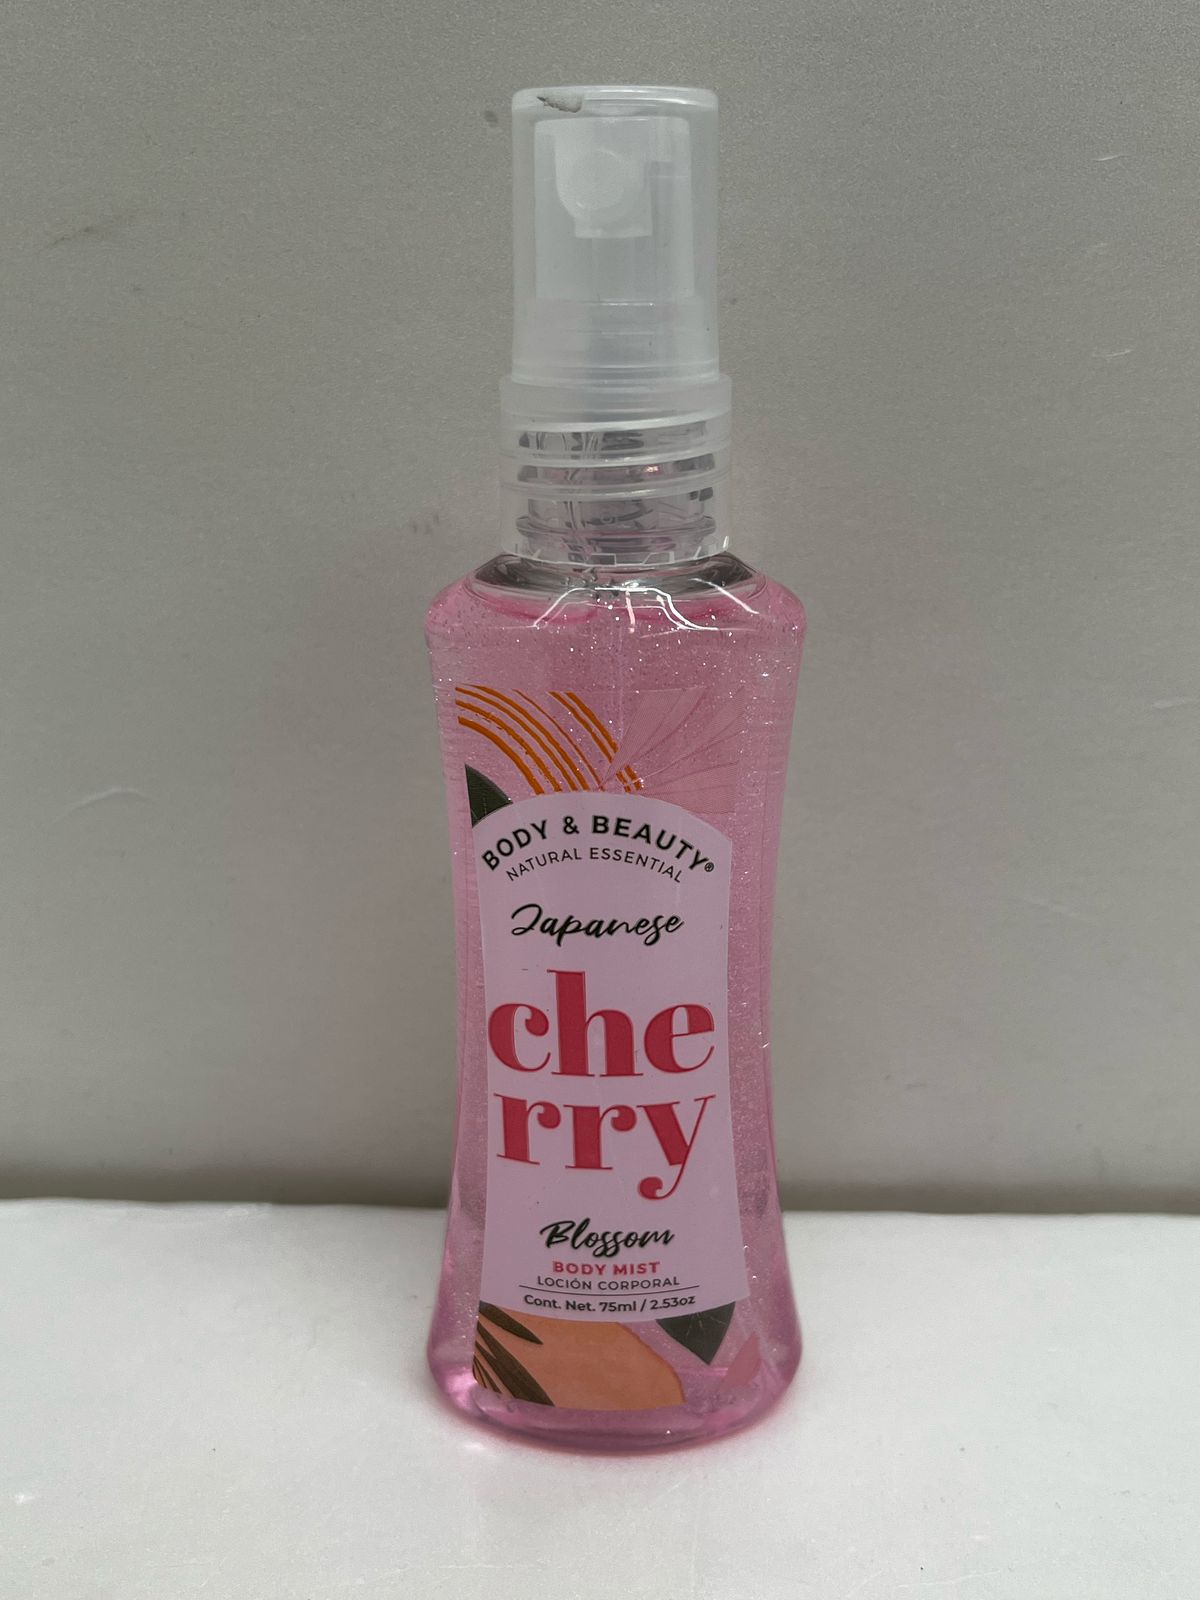 BODY & BEAUTY®
NATURAL ESSENTIAL
Japanese
che
rry
Blossom
BODY MIST
LOCIÓN CORPORAL
Cont. Net. 75ml / 2.53oz